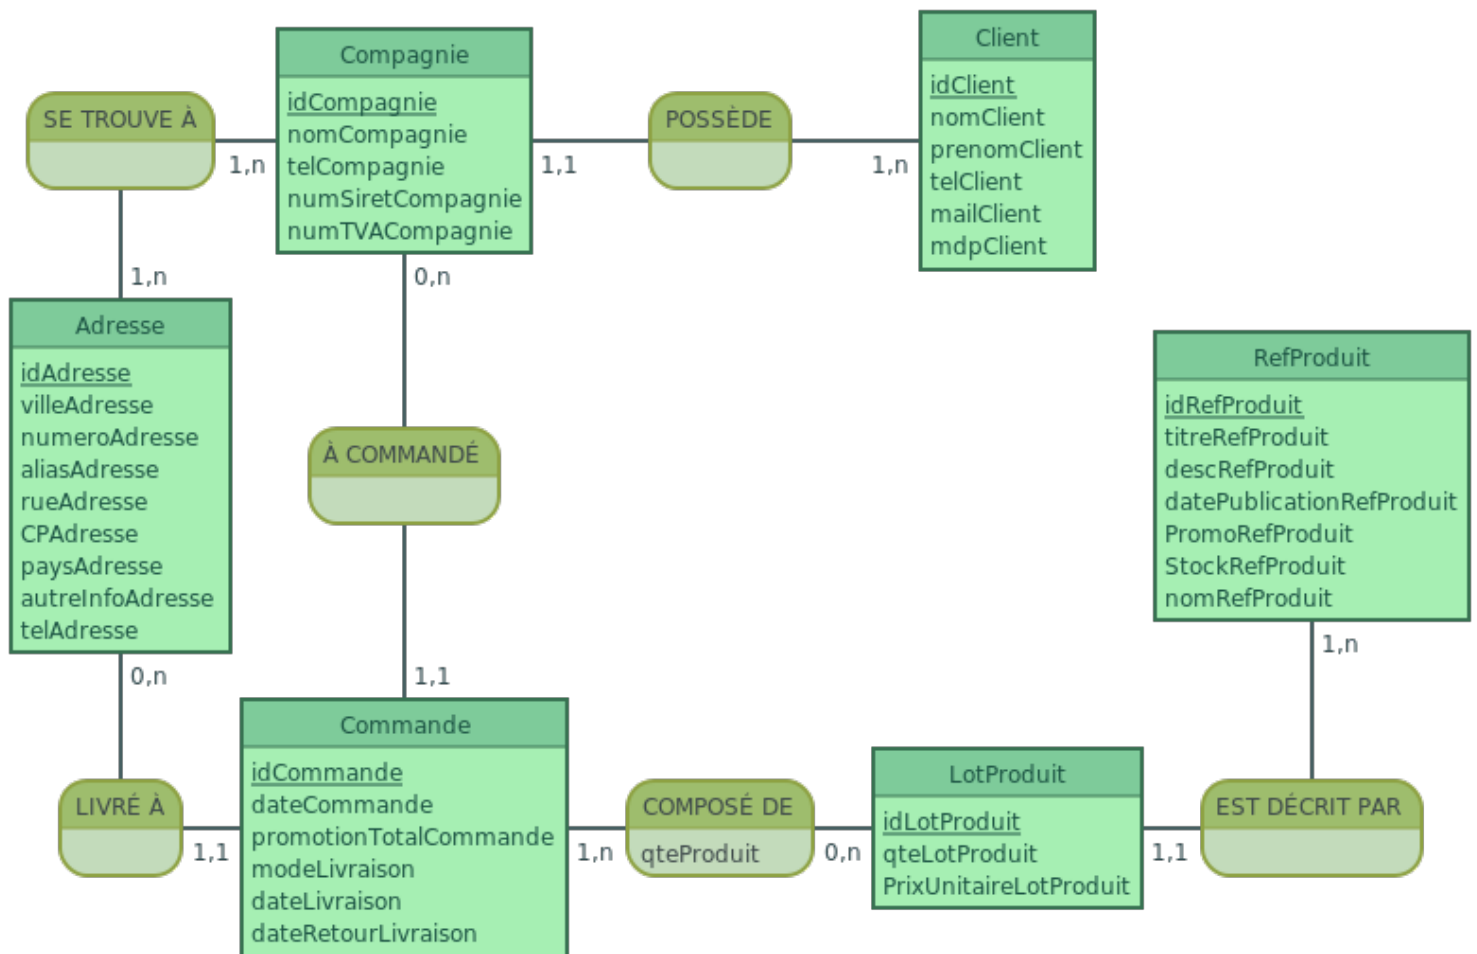 Compagnie
idCompagnie
nomCompagnie
telCompagnie
numSiretCompagnie
numTVACompagnie
Client
idClient
nomClient
prenomClient
telClient
mailClient
mdpClient
SE TROUVE À
1,n
1,n
POSSÈDE
1,1
1,n
0,n
Adresse
idAdresse
villeAdresse
numeroAdresse
aliasAdresse
rueAdresse
CPAdresse
paysAdresse
autreInfoAdresse
telAdresse
0,n
À COMMANDÉ
1,1
RefProduit
idRefProduit
titreRefProduit
descRefProduit
datePublicationRefProduit
PromoRefProduit
StockRefProduit
nomRefProduit
1,n
LIVRÉ À
1,1
Commande
idCommande
dateCommande
promotionTotalCommande
modeLivraison
dateLivraison
dateRetourLivraison
1,n
COMPOSÉ DE
qteProduit
0,n
LotProduit
idLotProduit
qteLotProduit
PrixUnitaireLotProduit
1,1
EST DÉCRIT PAR